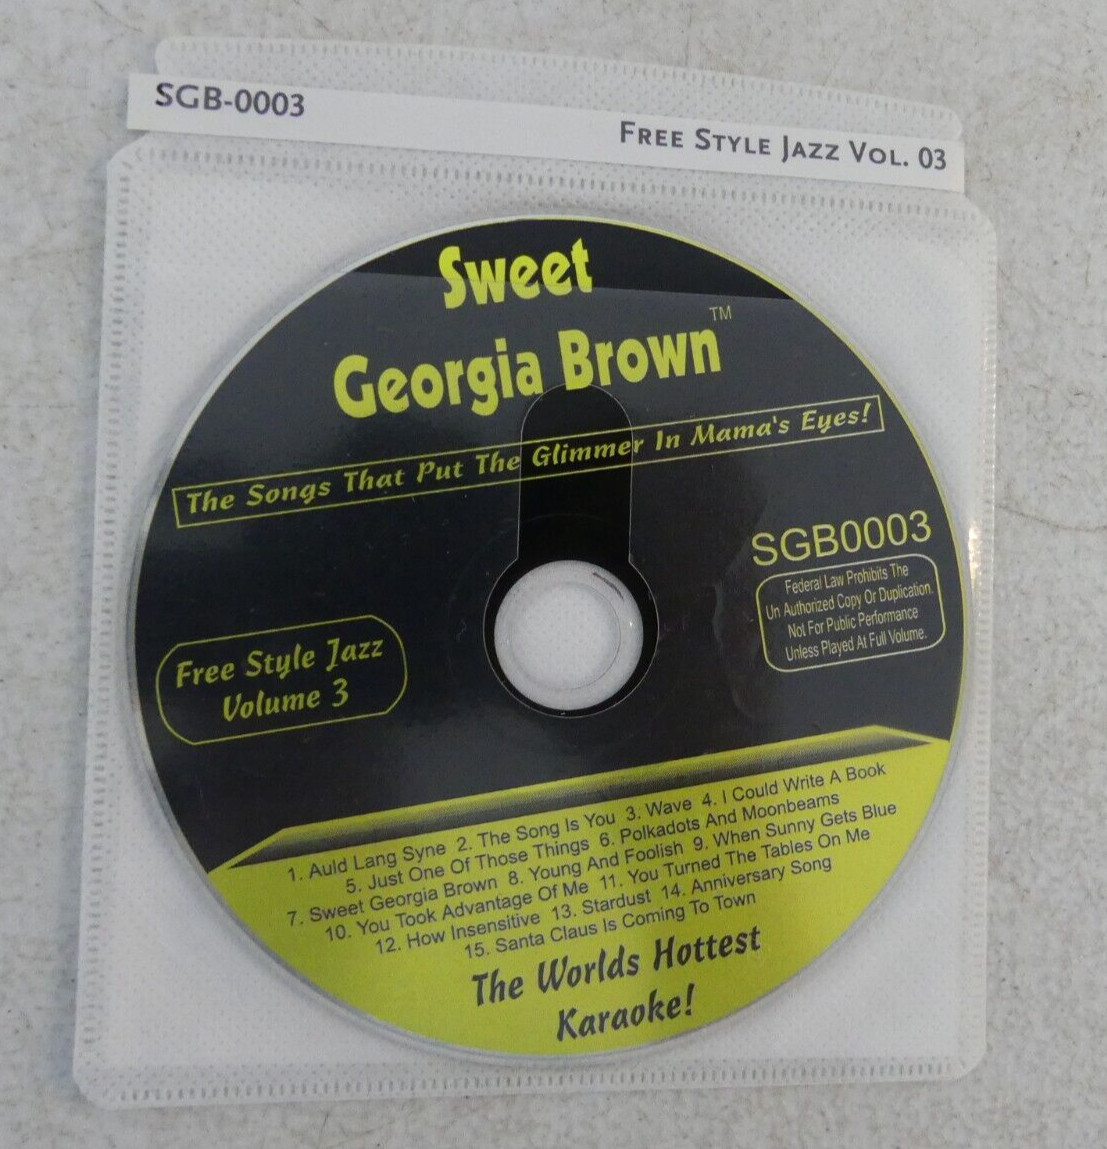 SGB-0003
Free Style Jazz Vol. 03
Sweet
Georgia Brown™
The Songs That Put The Glimmer In Mama's Eyes!
SGB0003
Federal Law Prohibits The
Un Authorized Copy Or Duplication.
Not For Public Performance
Unless Played At Full Volume.
Free Style Jazz
Volume 3
1. Auld Lang Syne 2. The Song Is You 3. Wave 4. I Could Write A Book
5. Just One Of Those Things 6. Polkadots And Moonbeams
7. Sweet Georgia Brown 8. Young And Foolish 9. When Sunny Gets Blue
10. You Took Advantage Of Me 11. You Turned The Tables On Me
12. How Insensitive 13. Stardust 14. Anniversary Song
15. Santa Claus Is Coming To Town
The Worlds Hottest
Karaoke!